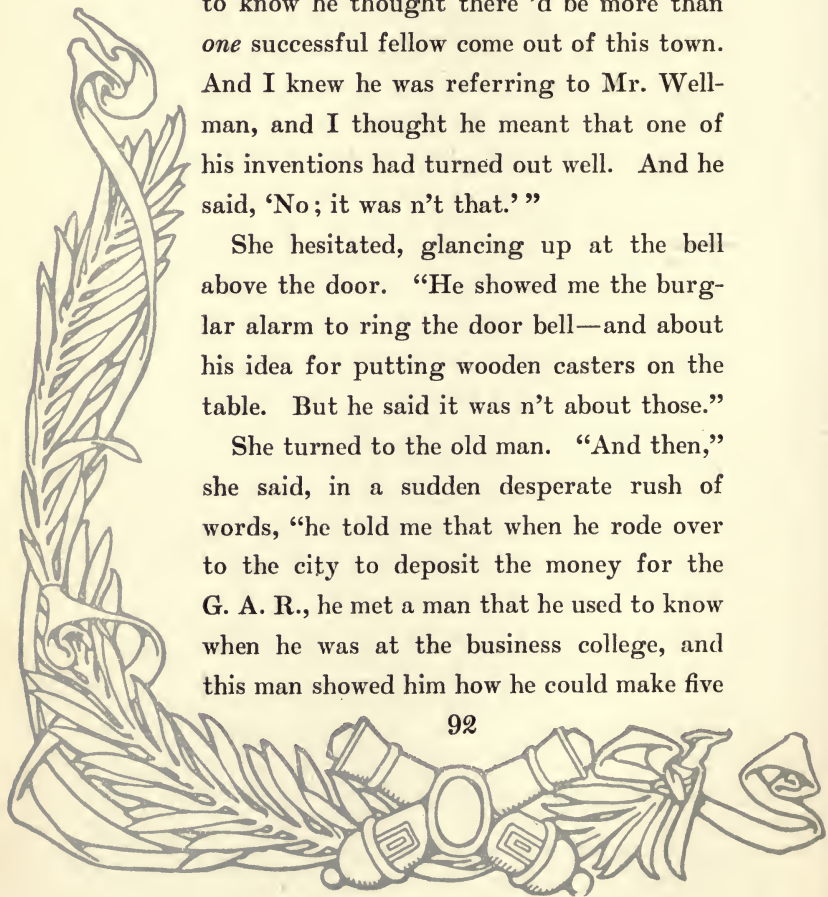 to know he thought there 'd be more than
one successful fellow come out of this town.
And I knew he was referring to Mr. Well-
man, and I thought he meant that one of
his inventions had turned out well. And he
said, ‘No; it was n't that.’ ”
She hesitated, glancing up at the bell
above the door. “He showed me the burg-
lar alarm to ring the door bell—and about
his idea for putting wooden casters on the
table. But he said it was n't about those.”
She turned to the old man. “And then,”
she said, in a sudden desperate rush of
words, “he told me that when he rode over
to the city to deposit the money for the
G. A. R., he met a man that he used to know
when he was at the business college, and
this man showed him how he could make five
92